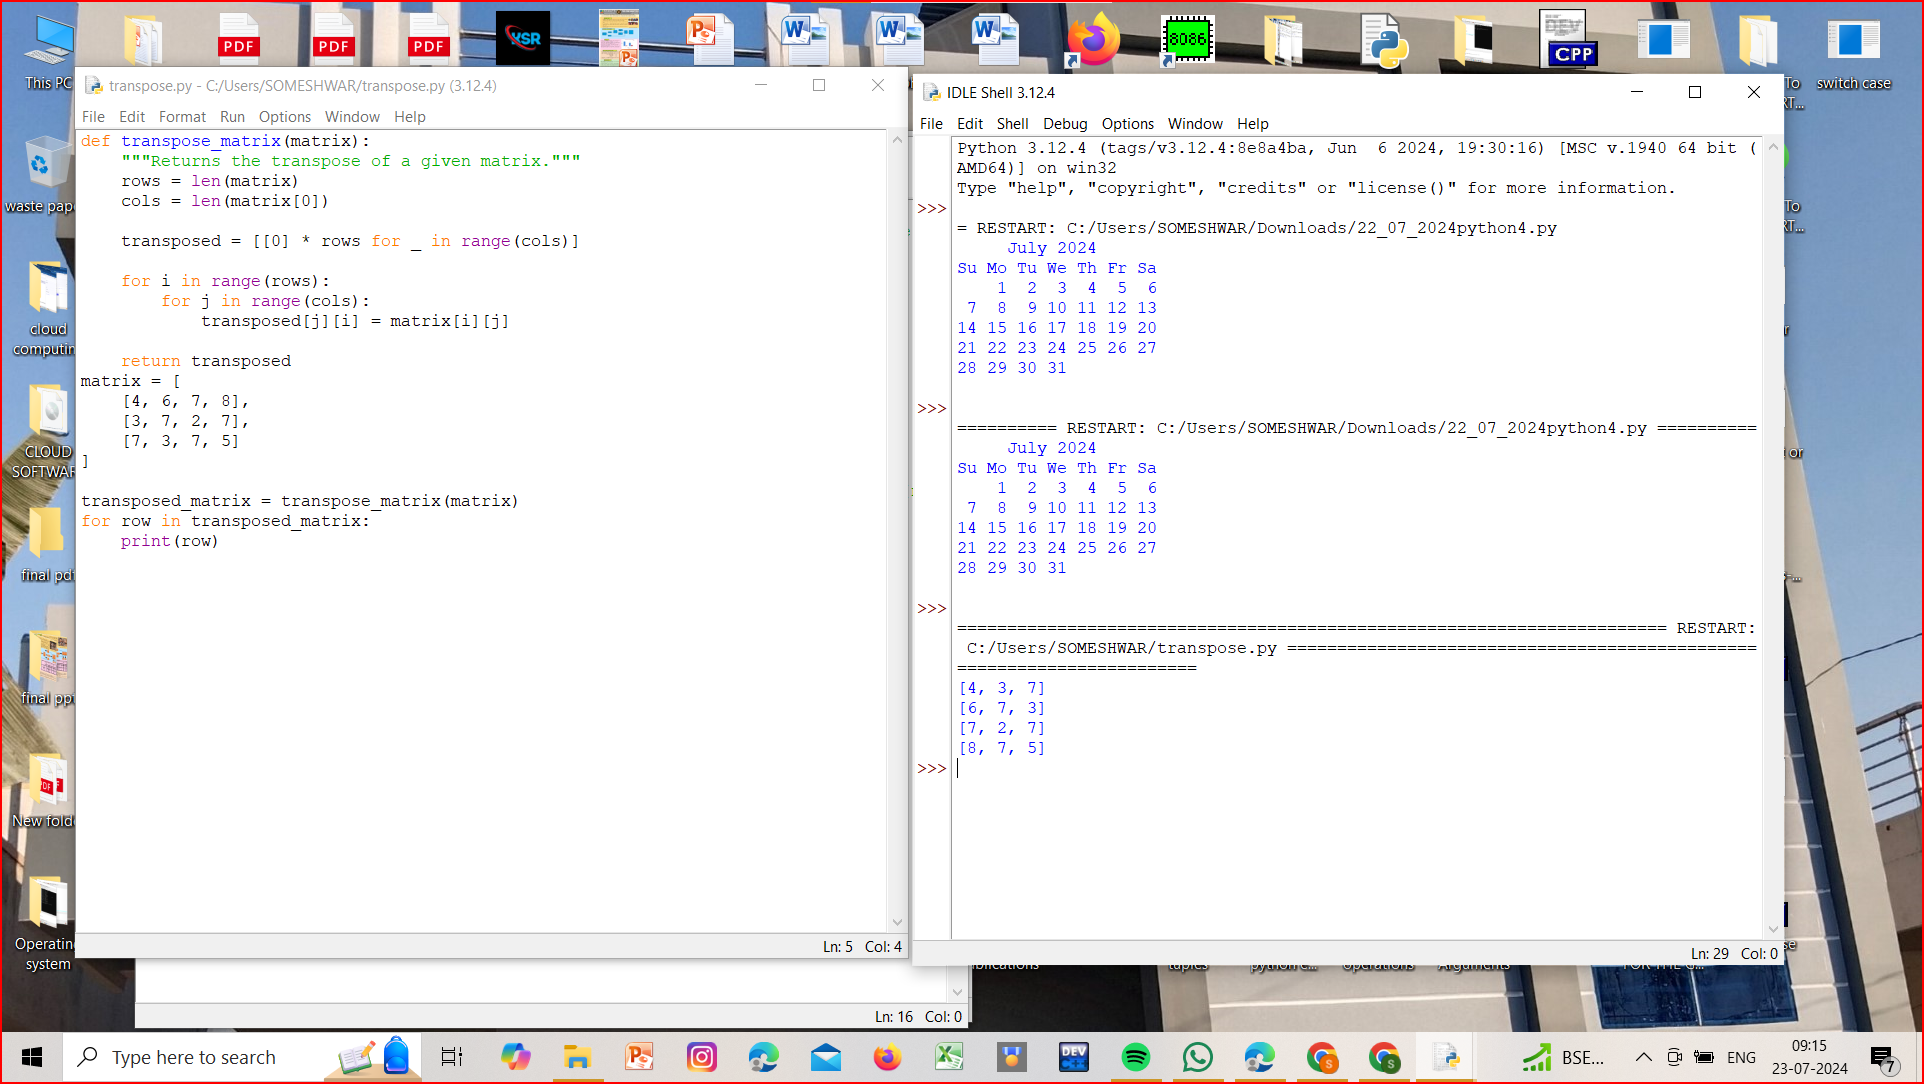 This PC
PDF
PDF
PDF
KSR
8086
DEV
CPP
switch case
transpose.py - C:/Users/SOMESHWAR/transpose.py (3.12.4)
File Edit Format Run Options Window Help
def transpose_matrix(matrix):
    """Returns the transpose of a given matrix."""
    rows = len(matrix)
    cols = len(matrix[0])
    transposed = [[0] * rows for _ in range(cols)]
    for i in range(rows):
        for j in range(cols):
            transposed[j][i] = matrix[i][j]
    return transposed
matrix = [
    [4, 6, 7, 8],
    [3, 7, 2, 7],
    [7, 3, 7, 5]
]
transposed_matrix = transpose_matrix(matrix)
for row in transposed_matrix:
    print(row)
Ln: 5 Col: 4
Ln: 16 Col: 0
IDLE Shell 3.12.4
File Edit Shell Debug Options Window Help
Python 3.12.4 (tags/v3.12.4:8e8a4ba, Jun  6 2024, 19:30:16) [MSC v.1940 64 bit (
AMD64)] on win32
Type "help", "copyright", "credits" or "license()" for more information.
>>>
= RESTART: C:/Users/SOMESHWAR/Downloads/22_07_2024python4.py
     July 2024
Su Mo Tu We Th Fr Sa
    1  2  3  4  5  6
 7  8  9 10 11 12 13
14 15 16 17 18 19 20
21 22 23 24 25 26 27
28 29 30 31
>>>
========== RESTART: C:/Users/SOMESHWAR/Downloads/22_07_2024python4.py ==========
     July 2024
Su Mo Tu We Th Fr Sa
    1  2  3  4  5  6
 7  8  9 10 11 12 13
14 15 16 17 18 19 20
21 22 23 24 25 26 27
28 29 30 31
>>>
======================================================================= RESTART:
 C:/Users/SOMESHWAR/transpose.py ===============================================
========================
[4, 3, 7]
[6, 7, 3]
[7, 2, 7]
[8, 7, 5]
>>>
Ln: 29 Col: 0
waste pap
cloud
computin
CLOUD
SOFTWAR
final pdf
final ppt
New folde
Operatin
system
To
RT...
To
RT...
or
Type here to search
DEV
BSE...
ENG
09:15
23-07-2024
7